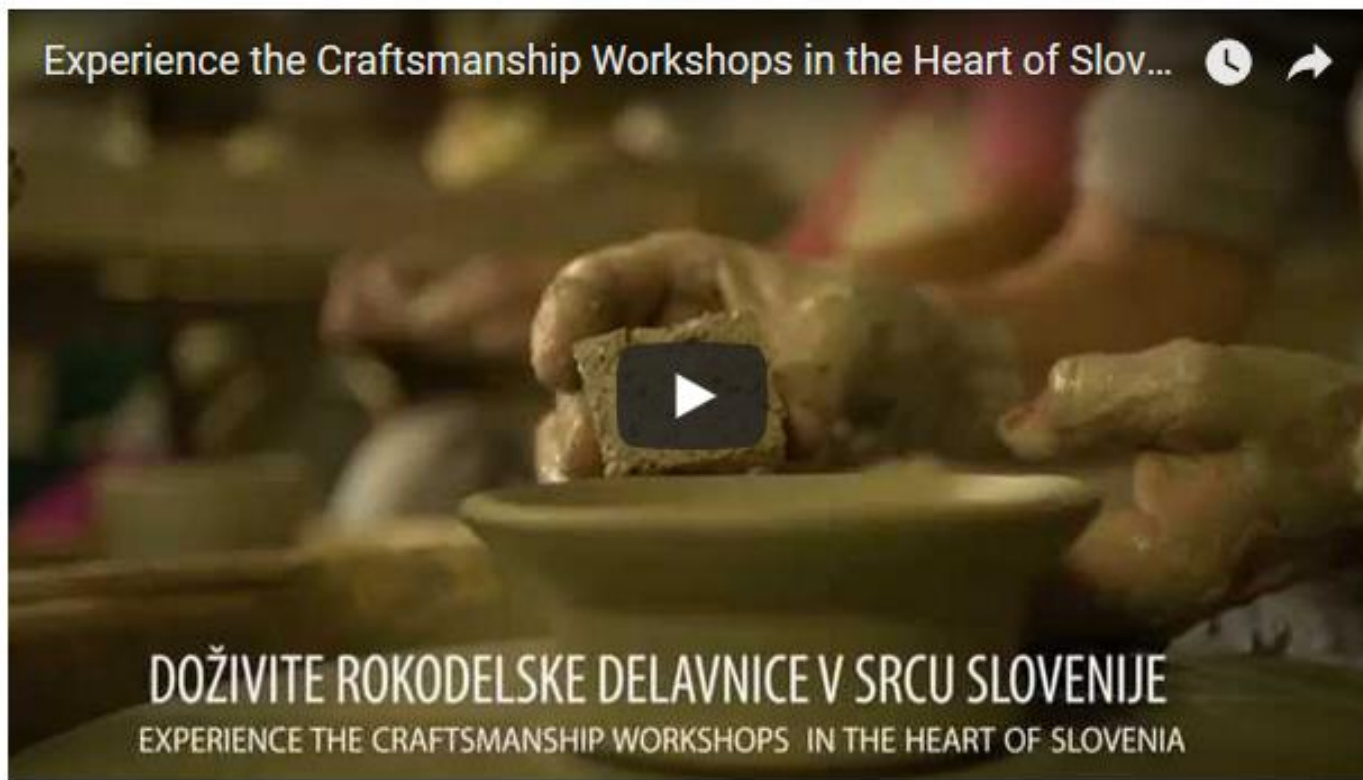 Experience the Craftsmanship Workshops in the Heart of Slov...
DOŽIVITE ROKODELSKE DELAVNICE V SRCU SLOVENIJE
EXPERIENCE THE CRAFTSMANSHIP WORKSHOPS IN THE HEART OF SLOVENIA